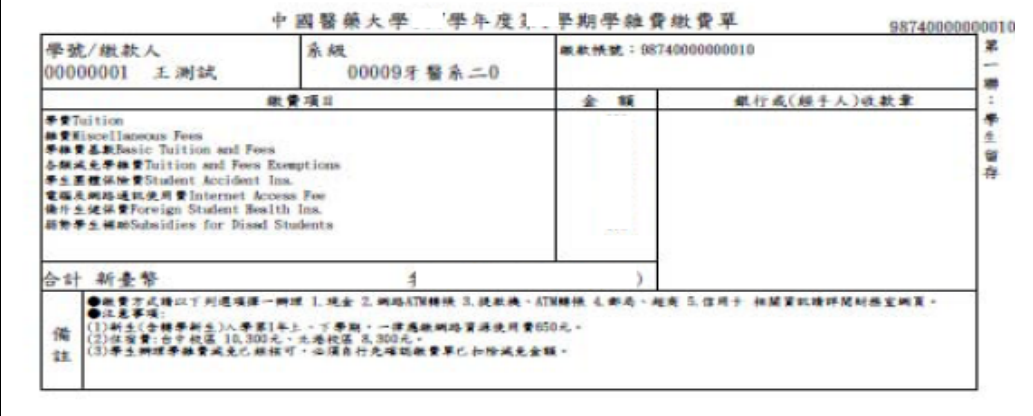 中國醫藥大學 學年度第 學期學雜費繳費單
98740000000010
學號/繳款人
00000001 王測試
系級
00009牙醫系二0
繳款帳號：98740000000010
繳費項目 金 額 銀行或(經手人)收款章
學費Tuition
雜費Miscellaneous Fees
學雜費基數Basic Tuition and Fees
各類減免學雜費Tuition and Fees Exemptions
學生團體保險費Student Accident Ins.
電腦及網路通訊使用費Internet Access Fee
僑外生健保費Foreign Student Health Ins.
弱勢學生補助Subsidies for Disad Students
合計 新臺幣 )
備註
●繳費方式請以下列選項擇一辦理 1.現金 2.網路ATM轉帳 3.提款機、ATM轉帳 4.郵局、超商 5.信用卡 相關資訊請詳閱財務室網頁。
●注意事項:
(1)新生(含轉學新生)入學第1年上、下學期，一律應繳網路資源使用費650元。
(2)住宿費:台中校區 10,300元、北港校區 8,300元。
(3)學生辦理學雜費減免已經核可，必須自行先確認繳費單已扣除減免金額。
第一聯：學生留存